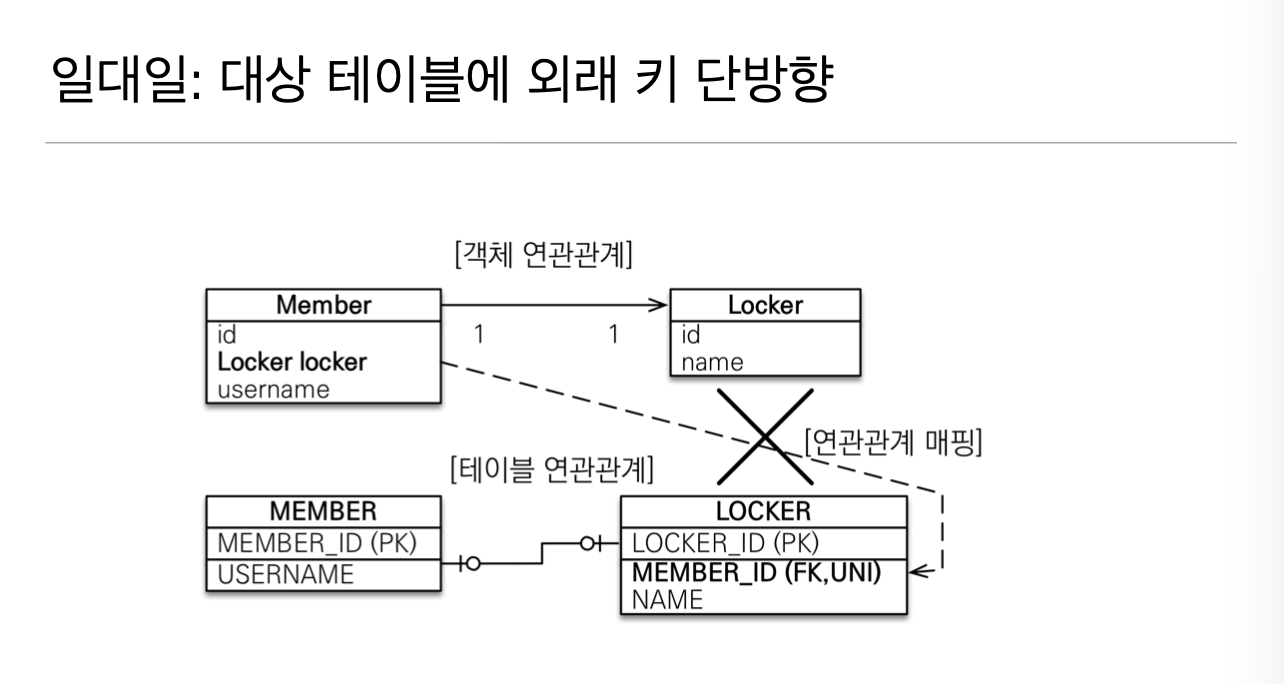 일대일: 대상 테이블에 외래 키 단방향
[객체 연관관계]
Member
id
Locker locker
username
1
1
Locker
id
name
[연관관계 매핑]
[테이블 연관관계]
MEMBER
MEMBER_ID (PK)
USERNAME
LOCKER
LOCKER_ID (PK)
MEMBER_ID (FK,UNI)
NAME